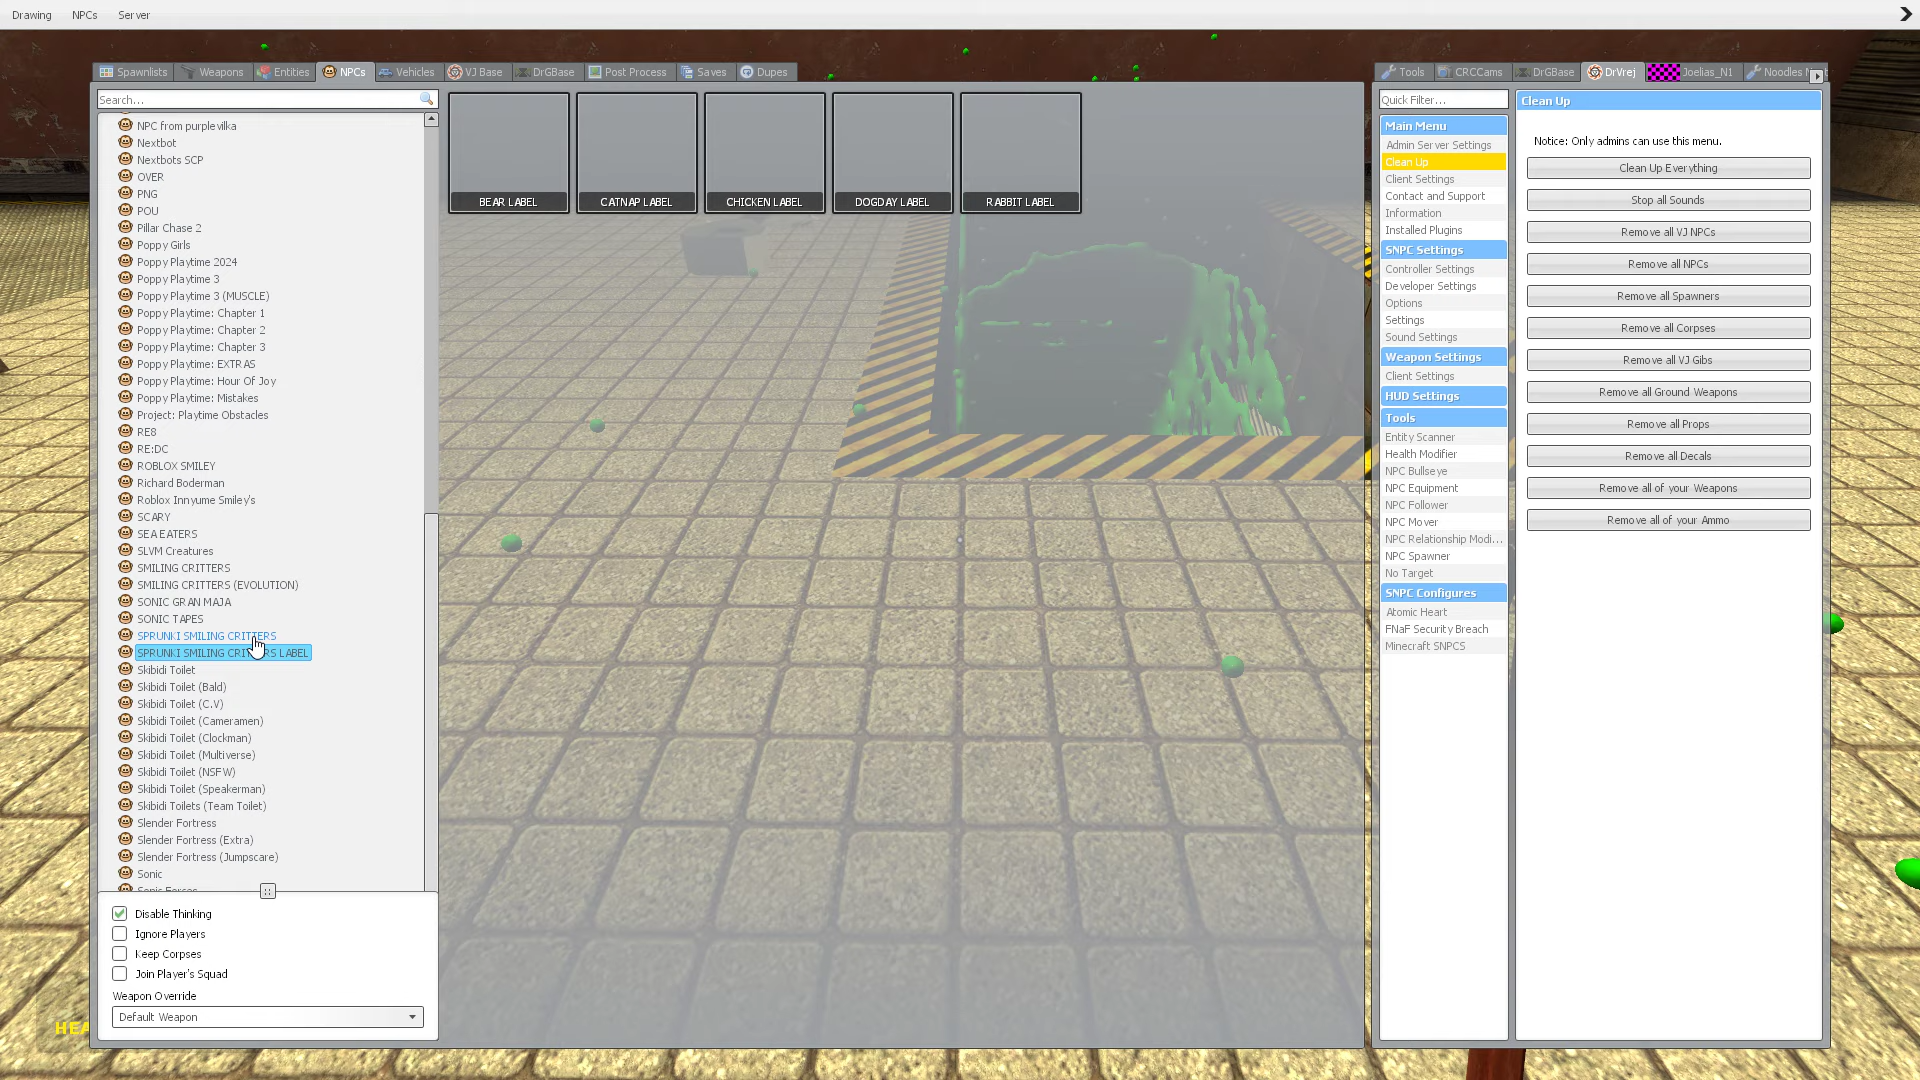 Drawing NPCs Server
Spawnlists Weapons Entities NPCs Vehicles VJ Base DrGBase Post Process Saves Dupes
Search...
NPC from purplevilka
Nextbot
Nextbots SCP
OVER
PNG
POU
Pillar Chase 2
Poppy Girls
Poppy Playtime 2024
Poppy Playtime 3
Poppy Playtime 3 (MUSCLE)
Poppy Playtime: Chapter 1
Poppy Playtime: Chapter 2
Poppy Playtime: Chapter 3
Poppy Playtime: EXTRAS
Poppy Playtime: Hour Of Joy
Poppy Playtime: Mistakes
Project: Playtime Obstacles
RE8
RE:DC
ROBLOX SMILEY
Richard Boderman
Roblox Innyume Smiley's
SCARY
SEA EATERS
SLVM Creatures
SMILING CRITTERS
SMILING CRITTERS (EVOLUTION)
SONIC GRAN MAJA
SONIC TAPES
SPRUNKI SMILING CRITTERS
SPRUNKI SMILING CRITTERS LABEL
Skibidi Toilet
Skibidi Toilet (Bald)
Skibidi Toilet (C.V)
Skibidi Toilet (Cameramen)
Skibidi Toilet (Clockman)
Skibidi Toilet (Multiverse)
Skibidi Toilet (NSFW)
Skibidi Toilet (Speakerman)
Skibidi Toilets (Team Toilet)
Slender Fortress
Slender Fortress (Extra)
Slender Fortress (Jumpscare)
Sonic
Disable Thinking
Ignore Players
Keep Corpses
Join Player's Squad
Weapon Override
Default Weapon
BEAR LABEL CATNAP LABEL CHICKEN LABEL DOGDAY LABEL RABBIT LABEL
Tools CRCCams DrGBase DrVrej Joelias_N1 Noodles
Quick Filter...
Main Menu
Admin Server Settings
Clean Up
Client Settings
Contact and Support
Information
Installed Plugins
SNPC Settings
Controller Settings
Developer Settings
Options
Settings
Sound Settings
Weapon Settings
Client Settings
HUD Settings
Tools
Entity Scanner
Health Modifier
NPC Bullseye
NPC Equipment
NPC Follower
NPC Mover
NPC Relationship Modi...
NPC Spawner
No Target
SNPC Configures
Atomic Heart
FNaF Security Breach
Minecraft SNPCS
Clean Up
Notice: Only admins can use this menu.
Clean Up Everything
Stop all Sounds
Remove all VJ NPCs
Remove all NPCs
Remove all Spawners
Remove all Corpses
Remove all VJ Gibs
Remove all Ground Weapons
Remove all Props
Remove all Decals
Remove all of your Weapons
Remove all of your Ammo